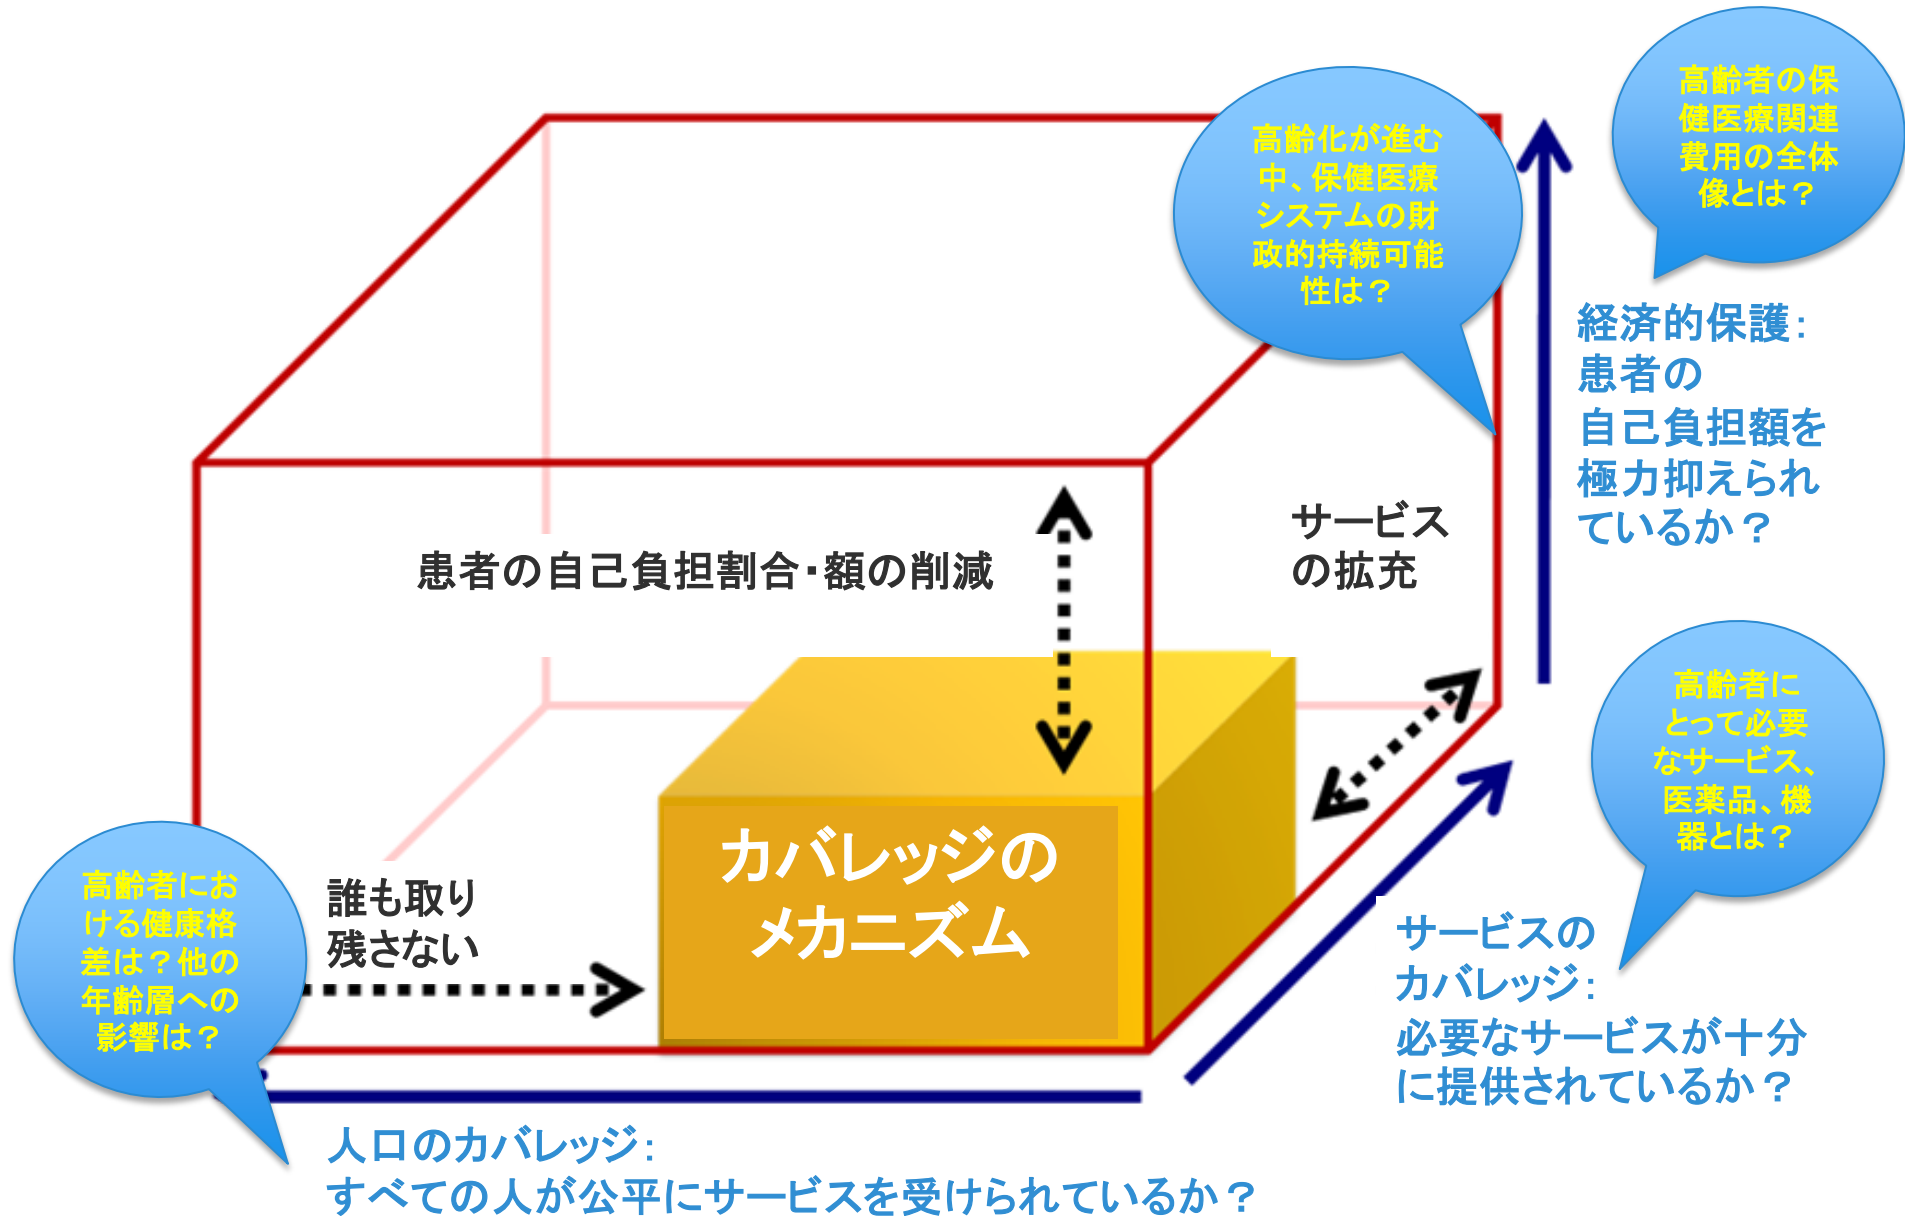 高齢者の保
健医療関連
費用の全体
像とは？
高齢化が進む
中、保健医療
システムの財
政的持続可能
性は？
経済的保護：
患者の
自己負担額を
極力抑えられ
ているか？
サービス
の拡充
患者の自己負担割合・額の削減
高齢者に
とって必要
なサービス、
医薬品、機
器とは？
カバレッジの
メカニズム
誰も取り
残さない
高齢者にお
ける健康格
差は？他の
年齢層への
影響は？
サービスの
カバレッジ：
必要なサービスが十分
に提供されているか？
人口のカバレッジ：
すべての人が公平にサービスを受けられているか？